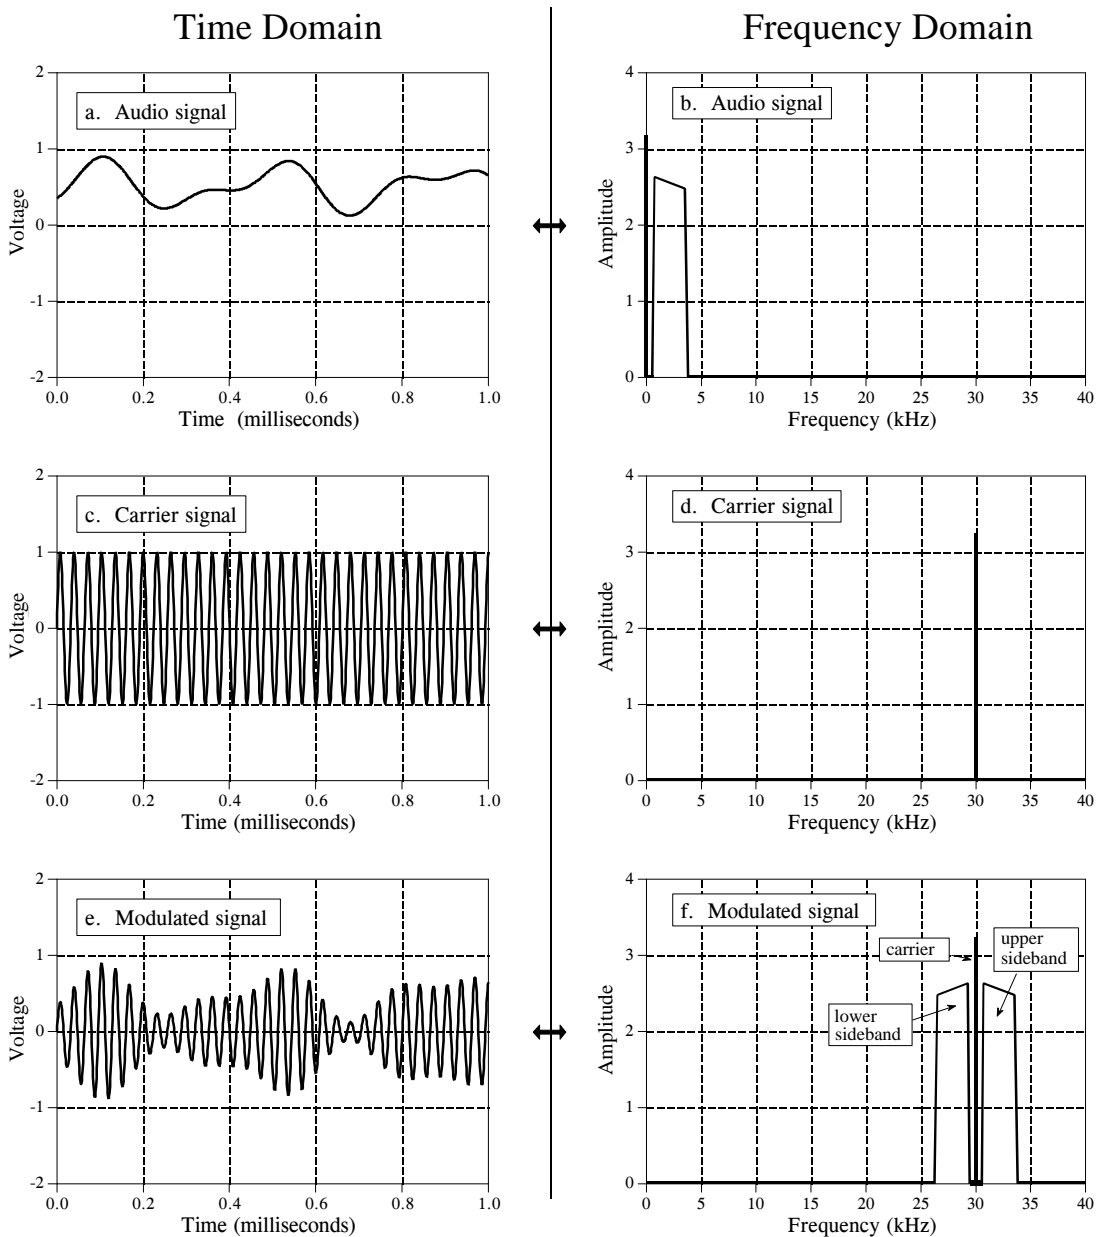 Time Domain
Frequency Domain
2
1
0
-1
-2
Voltage
a. Audio signal
0.0 0.2 0.4 0.6 0.8 1.0
Time (milliseconds)
4
3
2
1
0
Amplitude
b. Audio signal
0 5 10 15 20 25 30 35 40
Frequency (kHz)
2
1
0
-1
-2
Voltage
c. Carrier signal
0.0 0.2 0.4 0.6 0.8 1.0
Time (milliseconds)
4
3
2
1
0
Amplitude
d. Carrier signal
0 5 10 15 20 25 30 35 40
Frequency (kHz)
2
1
0
-1
-2
Voltage
e. Modulated signal
0.0 0.2 0.4 0.6 0.8 1.0
Time (milliseconds)
4
3
2
1
0
Amplitude
f. Modulated signal
carrier
upper
sideband
lower
sideband
0 5 10 15 20 25 30 35 40
Frequency (kHz)